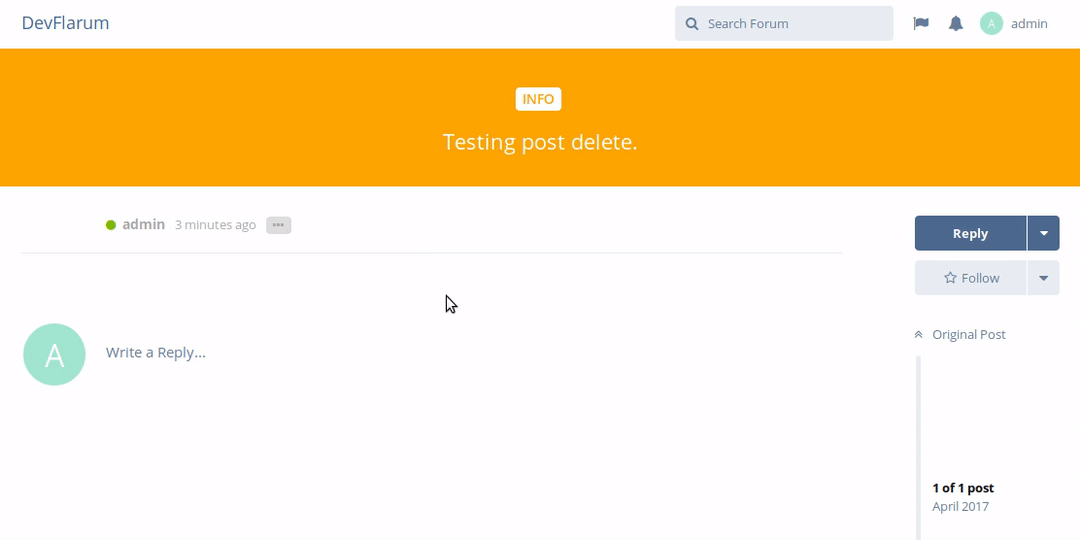 DevFlarum
Search Forum
A admin
INFO
Testing post delete.
admin 3 minutes ago
Reply
Follow
Original Post
A Write a Reply...
1 of 1 post
April 2017